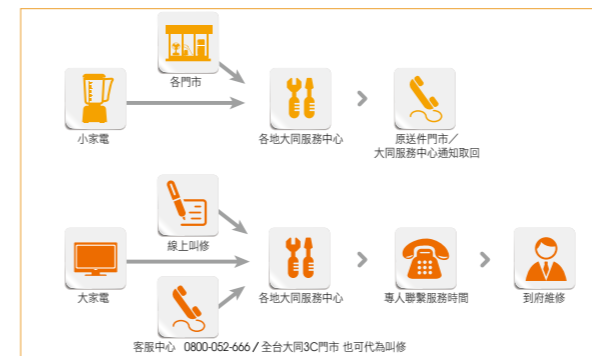 各門市
小家電
各地大同服務中心
原送件門市／
大同服務中心通知取回
線上叫修
大家電
各地大同服務中心
專人聯繫服務時間
到府維修
客服中心 0800-052-666 / 全台大同3C門市 也可代為叫修